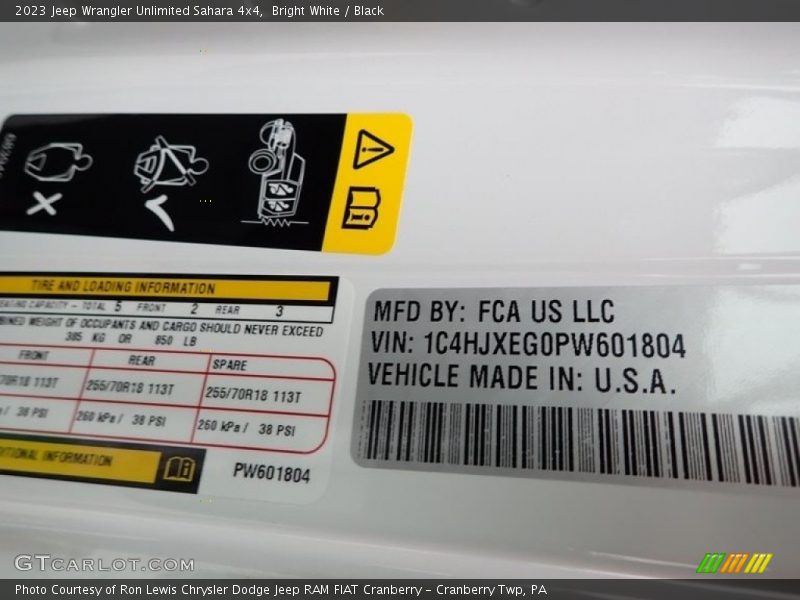 2023 Jeep Wrangler Unlimited Sahara 4x4, Bright White / Black
TIRE AND LOADING INFORMATION
CAPACITY - TOTAL 5 FRONT 2 REAR 3
WEIGHT OF OCCUPANTS AND CARGO SHOULD NEVER EXCEED
385 KG OR 850 LB
FRONT REAR SPARE
70R18 113T 255/70R18 113T 255/70R18 113T
/ 38 PSI 260 kPa / 38 PSI 260 kPa / 38 PSI
INFORMATION
PW601804
MFD BY: FCA US LLC
VIN: 1C4HJXEG0PW601804
VEHICLE MADE IN: U.S.A.
GTCARLOT.COM
Photo Courtesy of Ron Lewis Chrysler Dodge Jeep RAM FIAT Cranberry – Cranberry Twp, PA